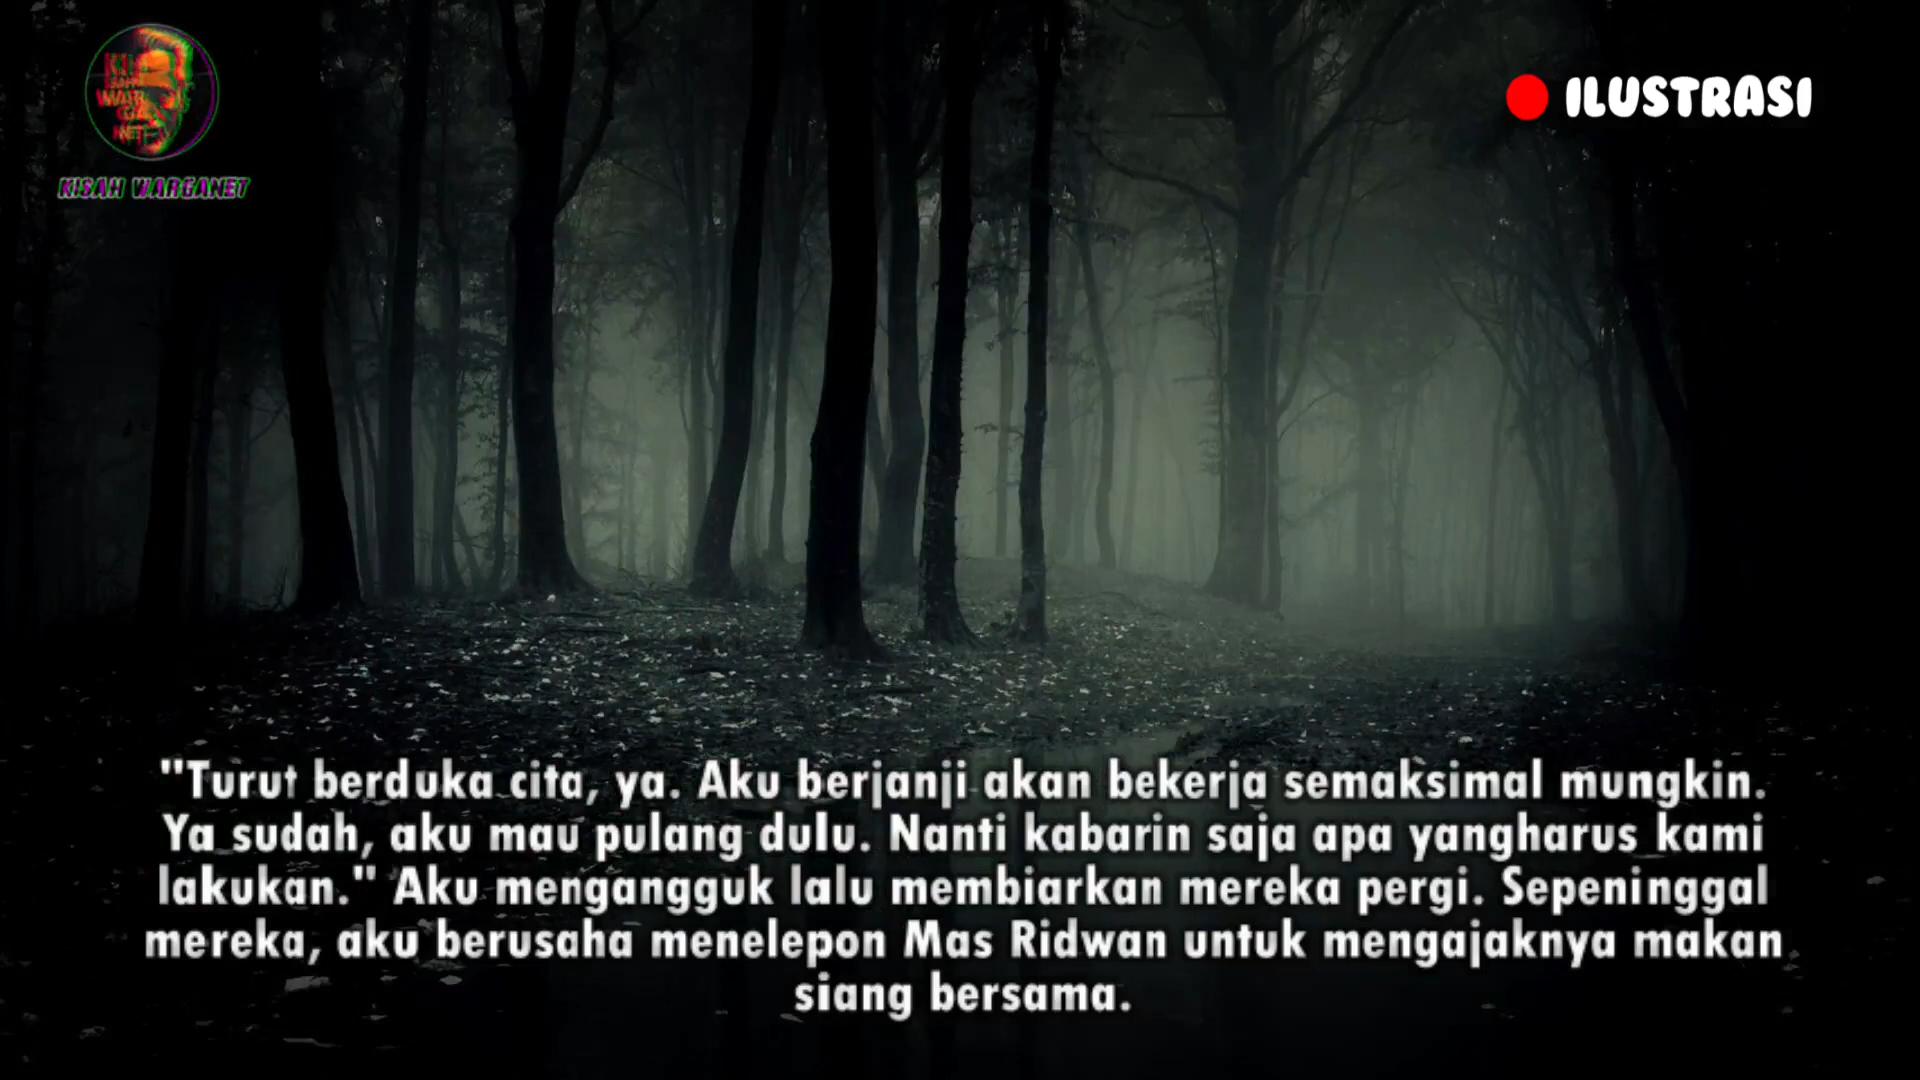 KISAH WARGANET
ILUSTRASI
"Turut berduka cita, ya. Aku berjanji akan bekerja semaksimal mungkin.
Ya sudah, aku mau pulang dulu. Nanti kabarin saja apa yangharus kami
lakukan." Aku mengangguk lalu membiarkan mereka pergi. Sepeninggal
mereka, aku berusaha menelepon Mas Ridwan untuk mengajaknya makan
siang bersama.